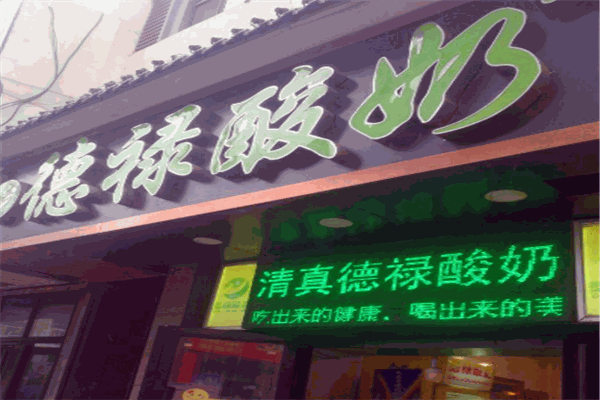 德禄酸奶
清真德禄酸奶
吃出来的健康，喝出来的美